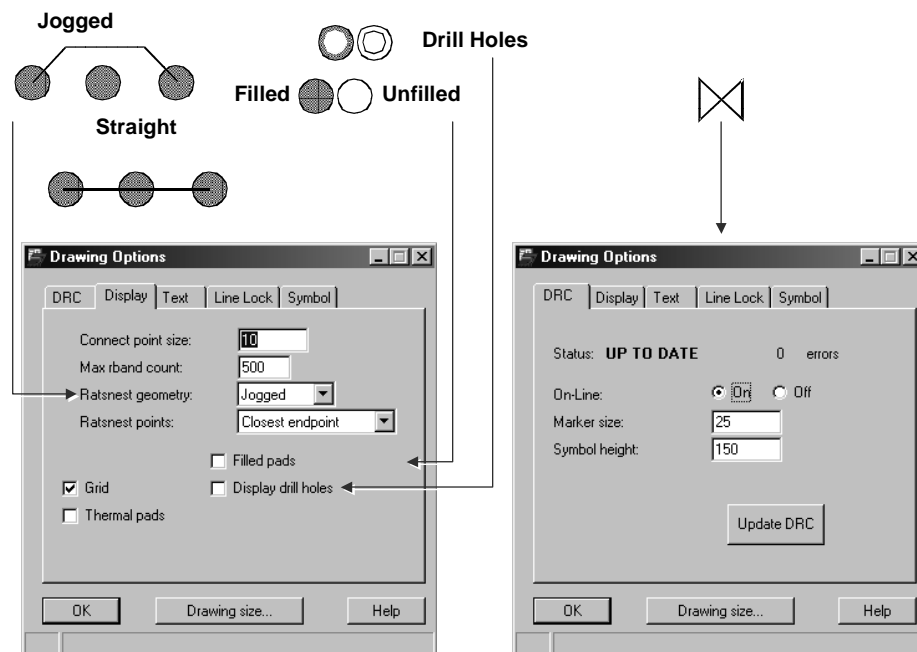 Jogged
Drill Holes
Filled
Unfilled
Straight
Drawing Options
DRC Display Text Line Lock Symbol
Connect point size: 10
Max rband count: 500
Ratsnest geometry: Jogged
Ratsnest points: Closest endpoint
Filled pads
Grid
Display drill holes
Thermal pads
OK Drawing size... Help
Drawing Options
DRC Display Text Line Lock Symbol
Status: UP TO DATE 0 errors
On-Line: On Off
Marker size: 25
Symbol height: 150
Update DRC
OK Drawing size... Help